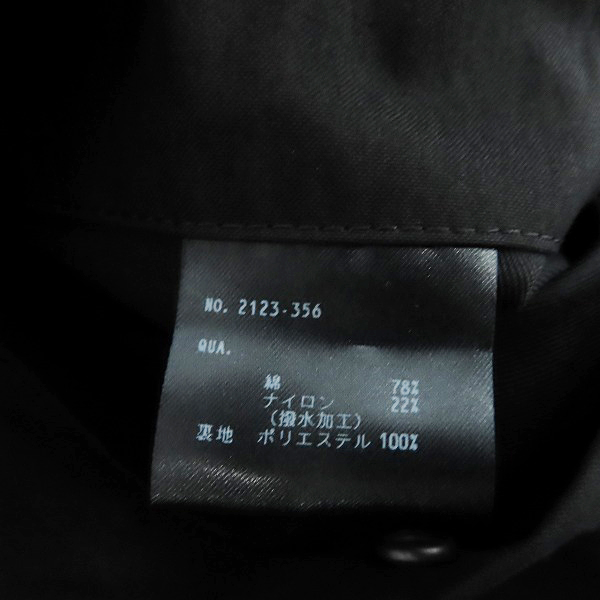 NO. 2123-356
QUA.
綿 78%
ナイロン 22%
(撥水加工)
裏地 ポリエステル 100%